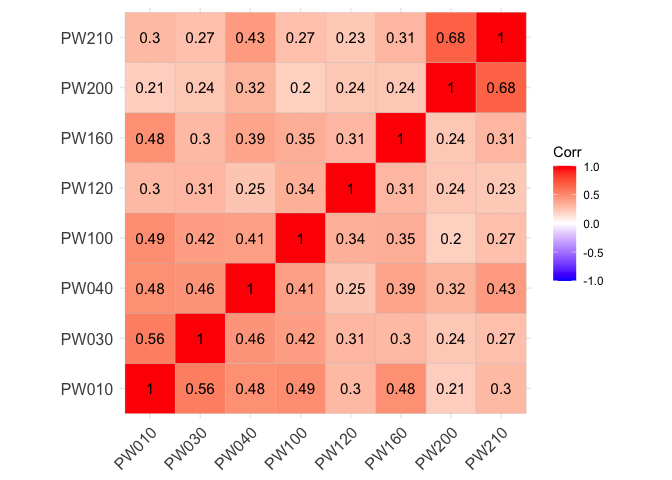 PW210 0.3 0.27 0.43 0.27 0.23 0.31 0.68 1
PW200 0.21 0.24 0.32 0.2 0.24 0.24 1 0.68
PW160 0.48 0.3 0.39 0.35 0.31 1 0.24 0.31
PW120 0.3 0.31 0.25 0.34 1 0.31 0.24 0.23
PW100 0.49 0.42 0.41 1 0.34 0.35 0.2 0.27
PW040 0.48 0.46 1 0.41 0.25 0.39 0.32 0.43
PW030 0.56 1 0.46 0.42 0.31 0.3 0.24 0.27
PW010 1 0.56 0.48 0.49 0.3 0.48 0.21 0.3
PW010 PW030 PW040 PW100 PW120 PW160 PW200 PW210
Corr
1.0
0.5
0.0
-0.5
-1.0